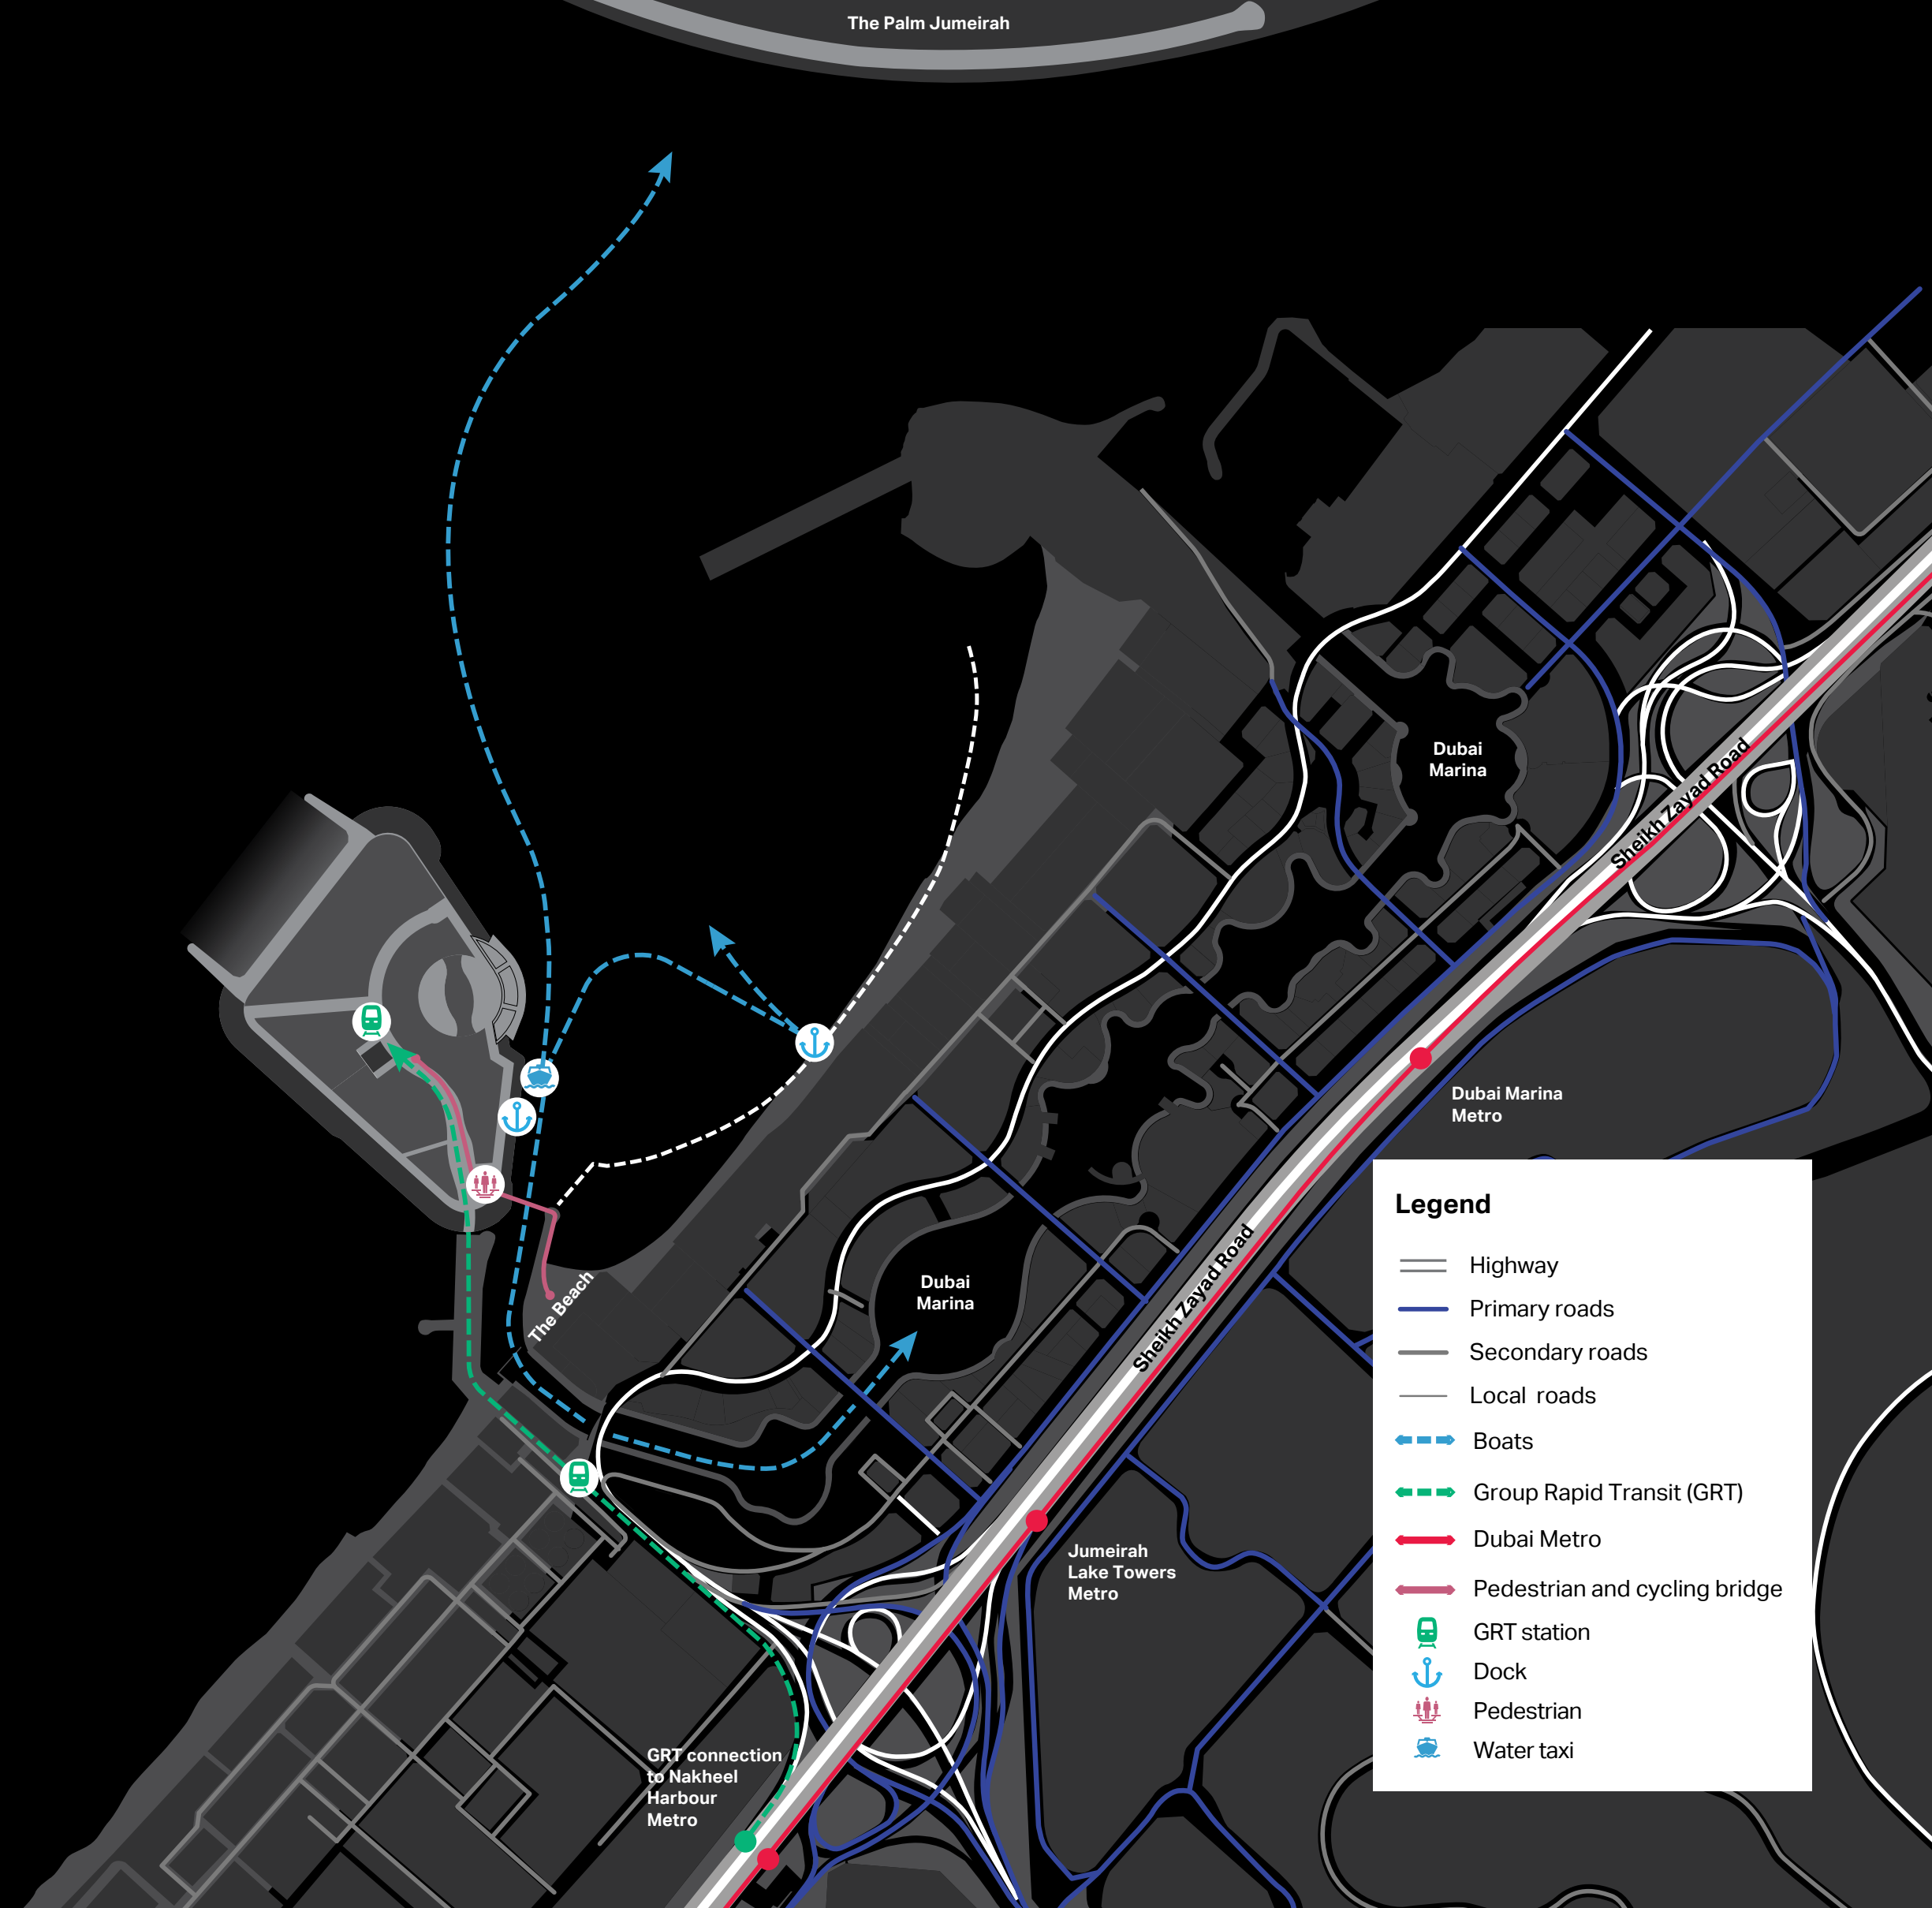 The Palm Jumeirah
Dubai
Marina
Sheikh Zayad Road
Dubai Marina
Metro
The Beach
Dubai
Marina
Sheikh Zayad Road
Jumeirah
Lake Towers
Metro
GRT connection
to Nakheel
Harbour
Metro
Legend
Highway
Primary roads
Secondary roads
Local roads
Boats
Group Rapid Transit (GRT)
Dubai Metro
Pedestrian and cycling bridge
GRT station
Dock
Pedestrian
Water taxi